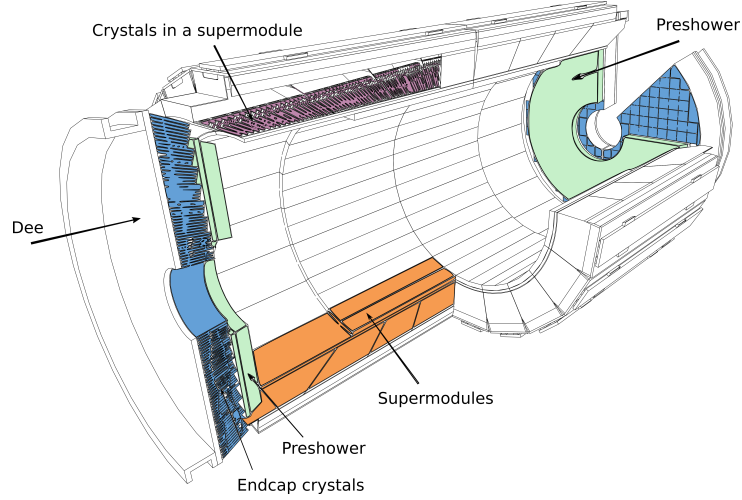 Crystals in a supermodule
Preshower
Dee
Supermodules
Preshower
Endcap crystals